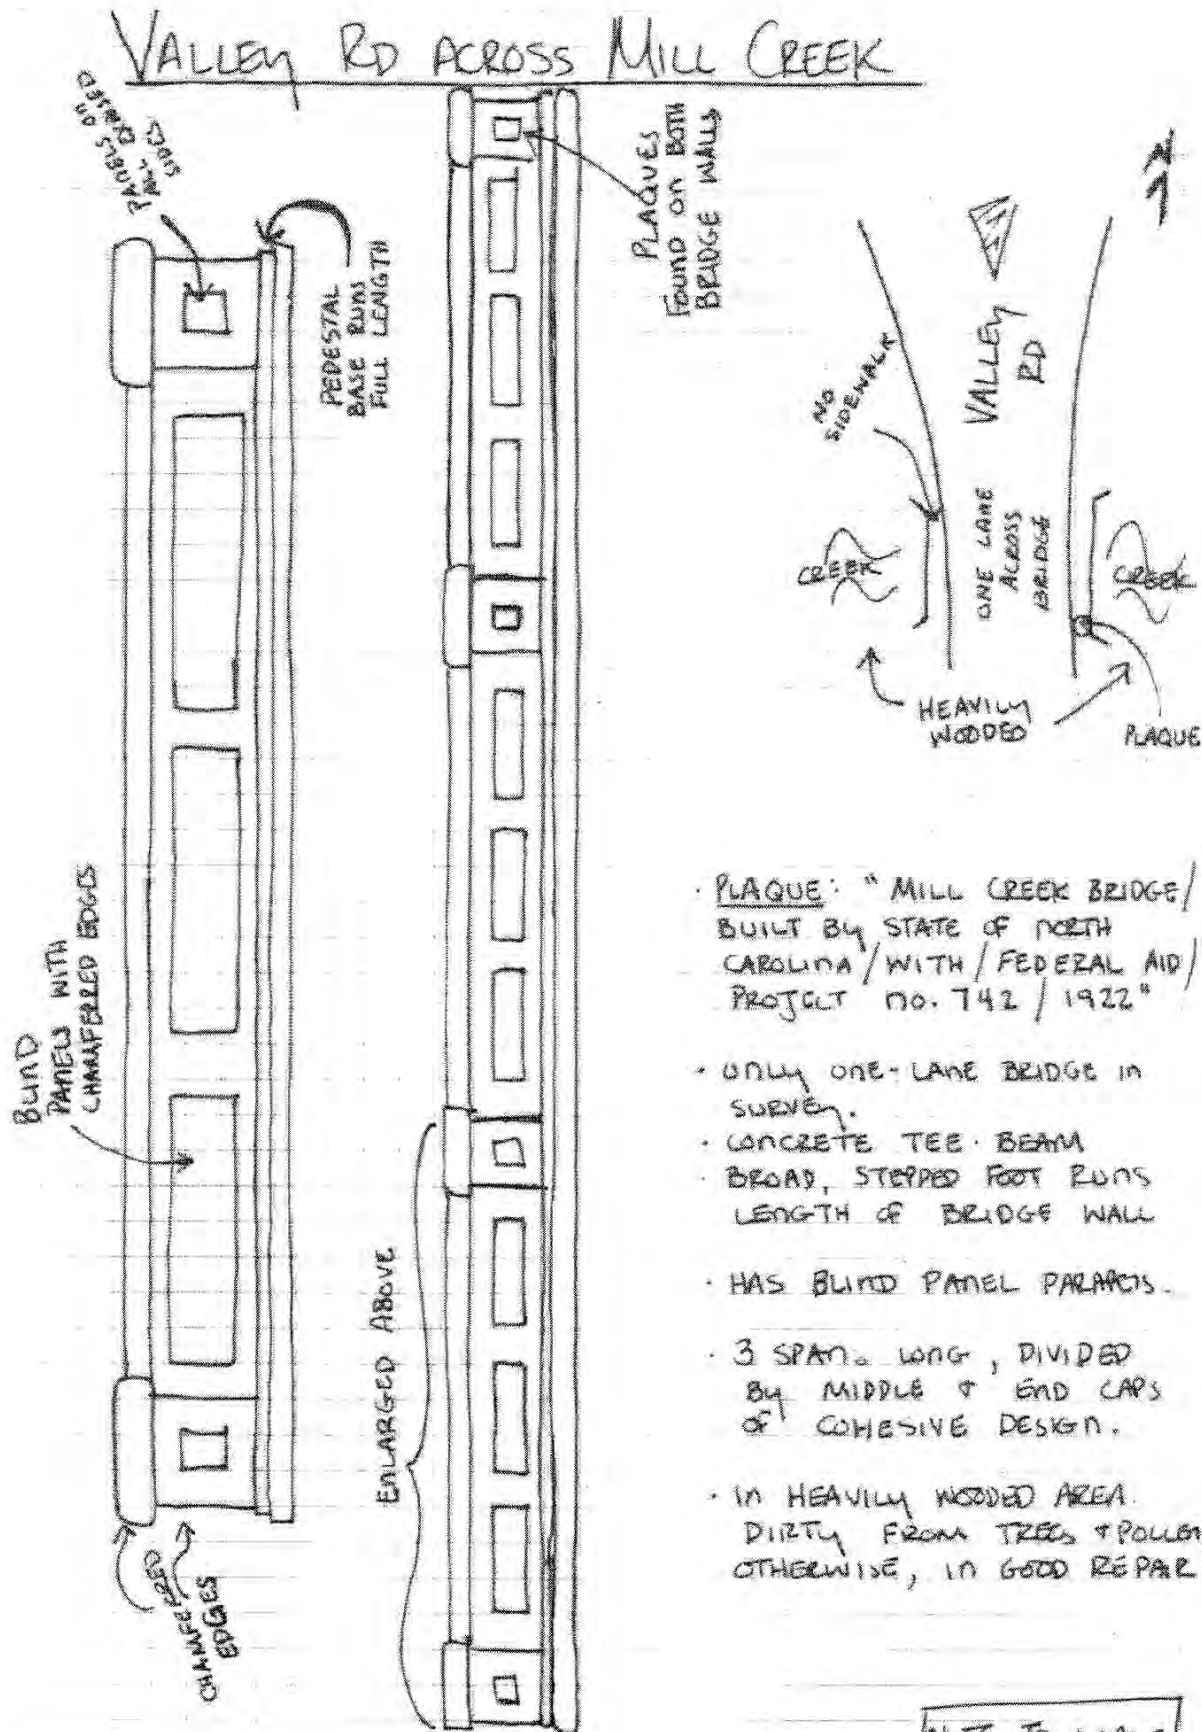 VALLEY RD ACROSS MILL CREEK
PANELS ON
ALL EXPOSED
SIDES
PEDESTAL
BASE RUNS
FULL LENGTH
PLAQUES
FOUND ON BOTH
BRIDGE WALLS
N
NO
SIDEWALK
VALLEY
RD
CREEK
ONE LANE
ACROSS
BRIDGE
CREEK
HEAVILY
WOODED
PLAQUE
BLIND
PANELS WITH
CHAMFERRED EDGES
ENLARGED ABOVE
CHAMFERRED
EDGES
· PLAQUE: "MILL CREEK BRIDGE/
BUILT BY STATE OF NORTH
CAROLINA/WITH/FEDERAL AID/
PROJECT NO. 742/1922"
· ONLY ONE-LANE BRIDGE IN
SURVEY.
· CONCRETE TEE BEAM
· BROAD, STEPPED FOOT RUNS
LENGTH OF BRIDGE WALL
· HAS BLIND PANEL PARAPETS.
· 3 SPANS LONG, DIVIDED
BY MIDDLE & END CAPS
OF COHESIVE DESIGN.
· IN HEAVILY WOODED AREA.
DIRTY FROM TREES & POLLEN
OTHERWISE, IN GOOD REPAIR